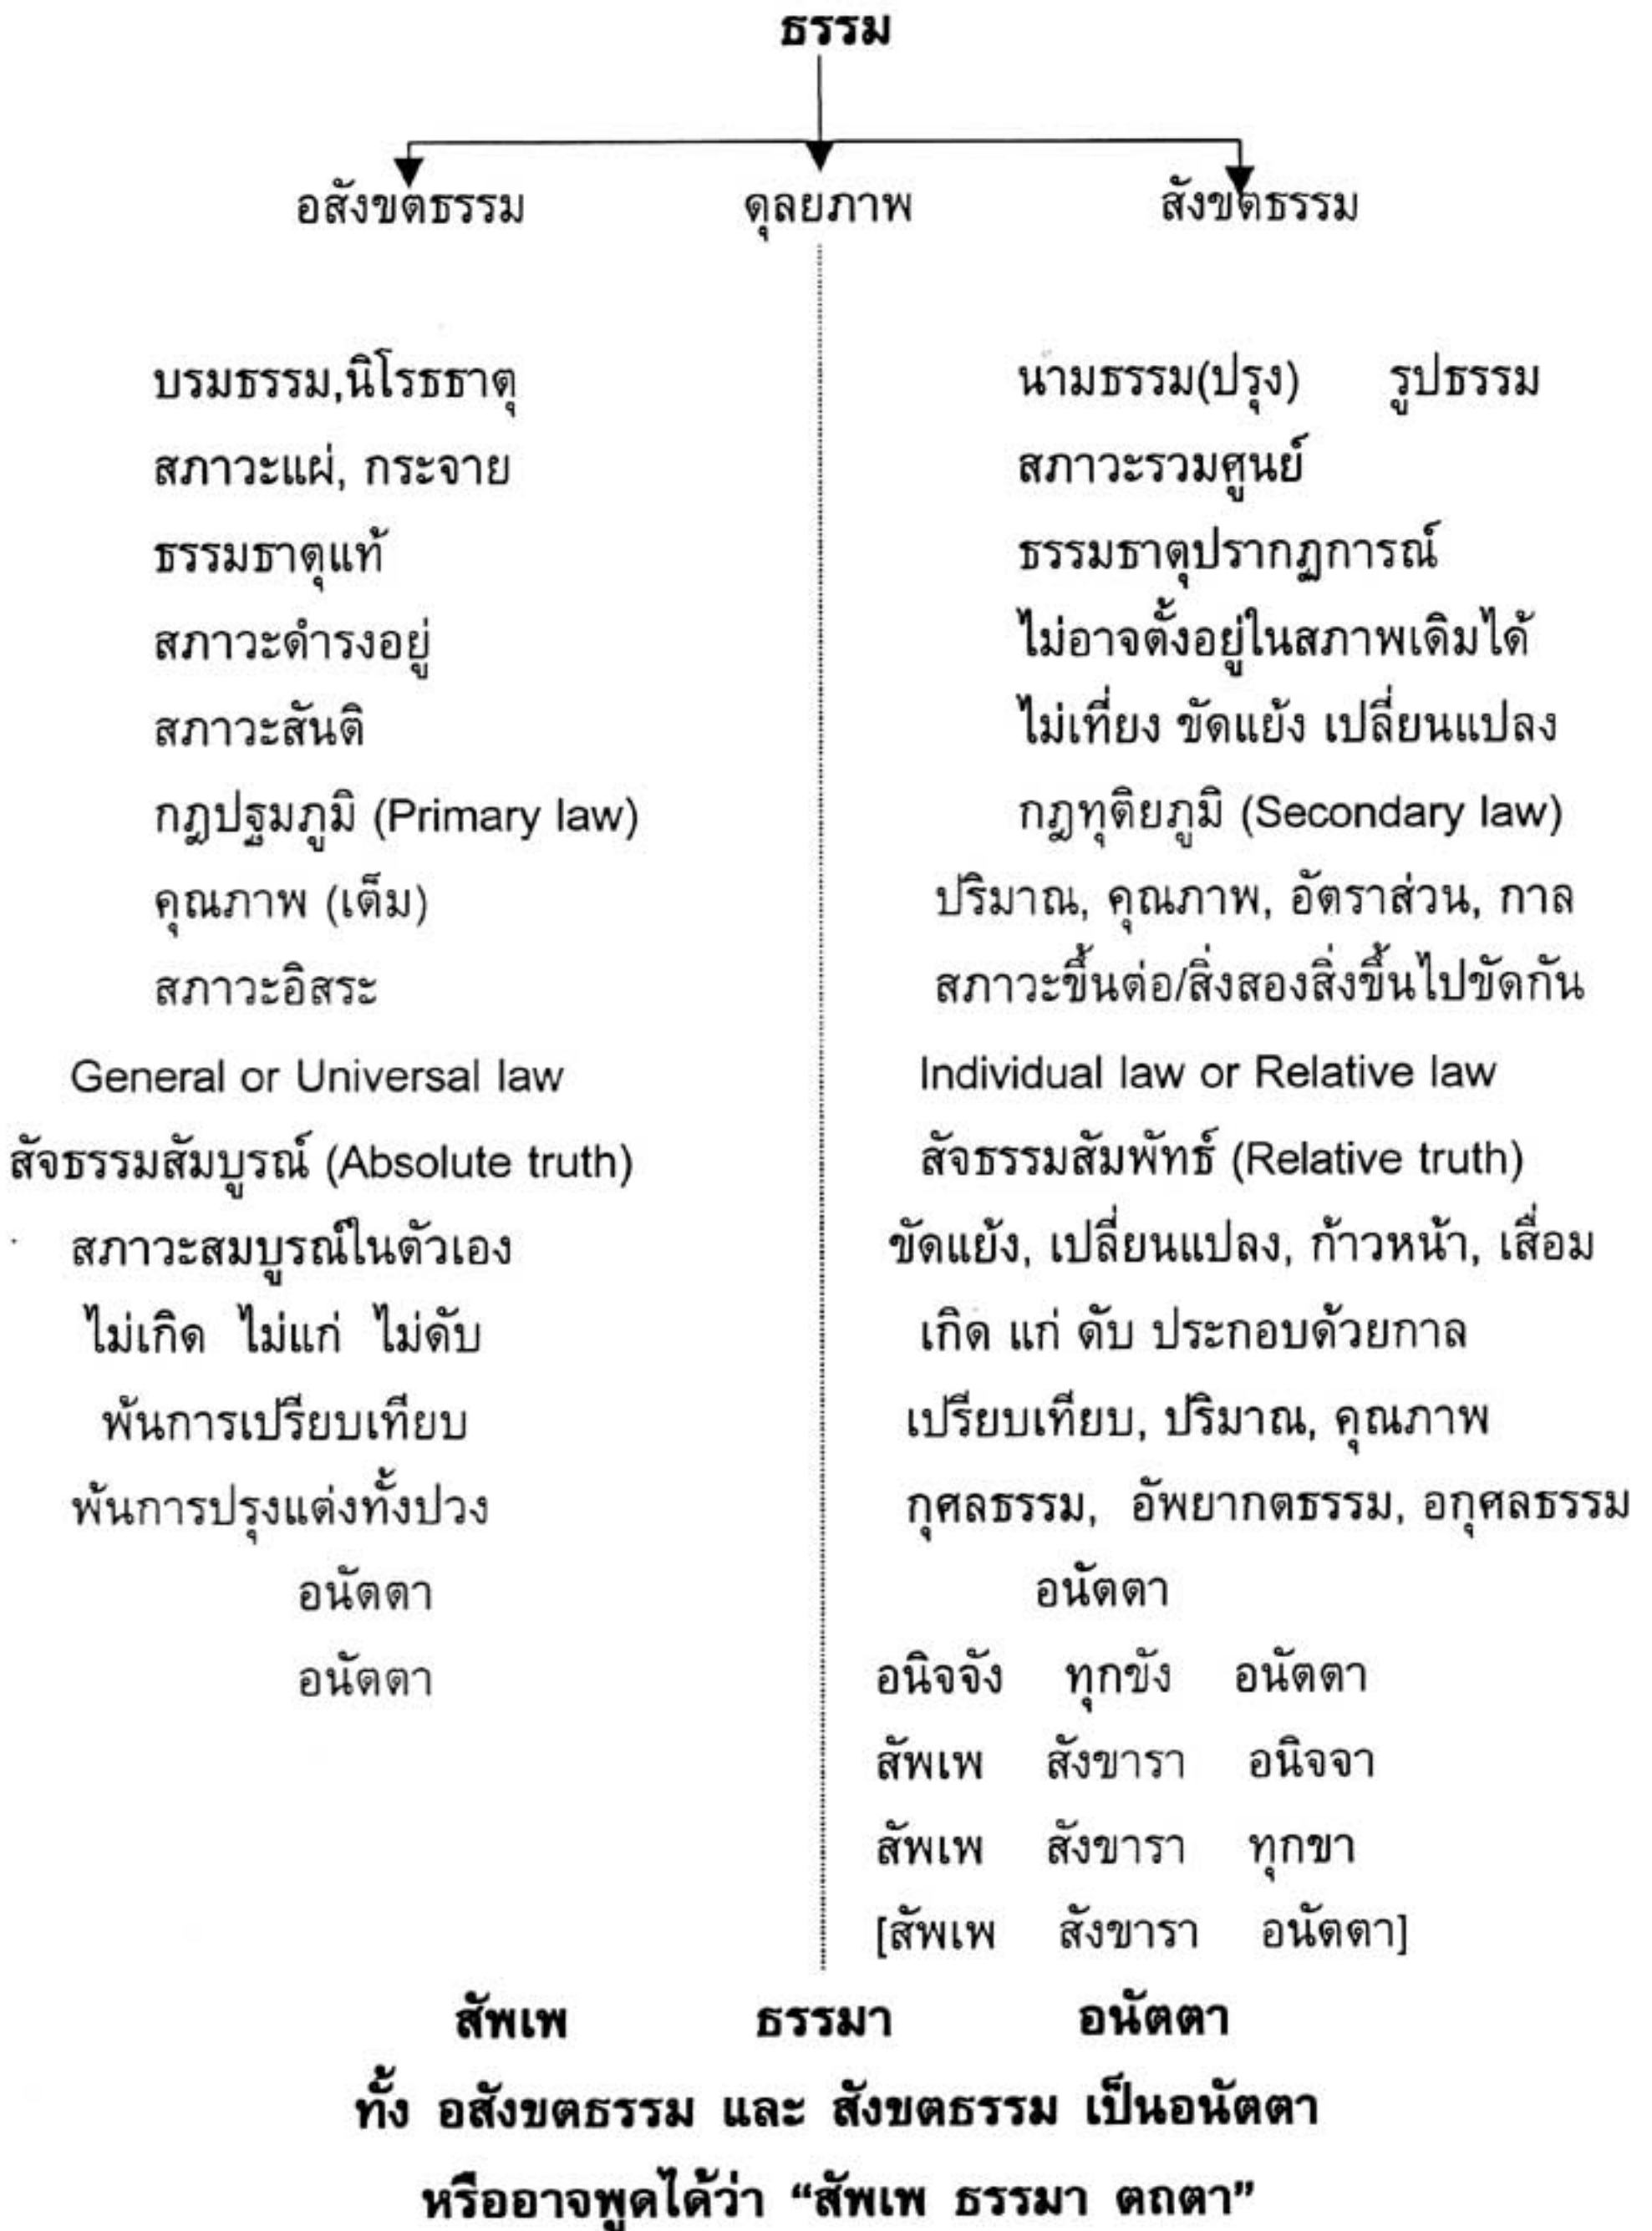 ธรรม
อสังขตธรรม ดุลยภาพ สังขตธรรม
บรมธรรม,นิโรธธาตุ นามธรรม(ปรุง) รูปธรรม
สภาวะแผ่, กระจาย สภาวะรวมศูนย์
ธรรมธาตุแท้ ธรรมธาตุปรากฏการณ์
สภาวะดำรงอยู่ ไม่อาจตั้งอยู่ในสภาพเดิมได้
สภาวะสันติ ไม่เที่ยง ขัดแย้ง เปลี่ยนแปลง
กฎปฐมภูมิ (Primary law) กฎทุติยภูมิ (Secondary law)
คุณภาพ (เต็ม) ปริมาณ, คุณภาพ, อัตราส่วน, กาล
สภาวะอิสระ สภาวะขึ้นต่อ/สิ่งสองสิ่งขึ้นไปขัดกัน
General or Universal law Individual law or Relative law
สัจธรรมสัมบูรณ์ (Absolute truth) สัจธรรมสัมพัทธ์ (Relative truth)
สภาวะสมบูรณ์ในตัวเอง ขัดแย้ง, เปลี่ยนแปลง, ก้าวหน้า, เสื่อม
ไม่เกิด ไม่แก่ ไม่ดับ เกิด แก่ ดับ ประกอบด้วยกาล
พ้นการเปรียบเทียบ เปรียบเทียบ, ปริมาณ, คุณภาพ
พ้นการปรุงแต่งทั้งปวง กุศลธรรม, อัพยากตธรรม, อกุศลธรรม
อนัตตา อนัตตา
อนัตตา อนิจจัง ทุกขัง อนัตตา
สัพเพ สังขารา อนิจจา
สัพเพ สังขารา ทุกขา
[สัพเพ สังขารา อนัตตา]
สัพเพ ธรรมา อนัตตา
ทั้ง อสังขตธรรม และ สังขตธรรม เป็นอนัตตา
หรืออาจพูดได้ว่า “สัพเพ ธรรมา ตถตา”